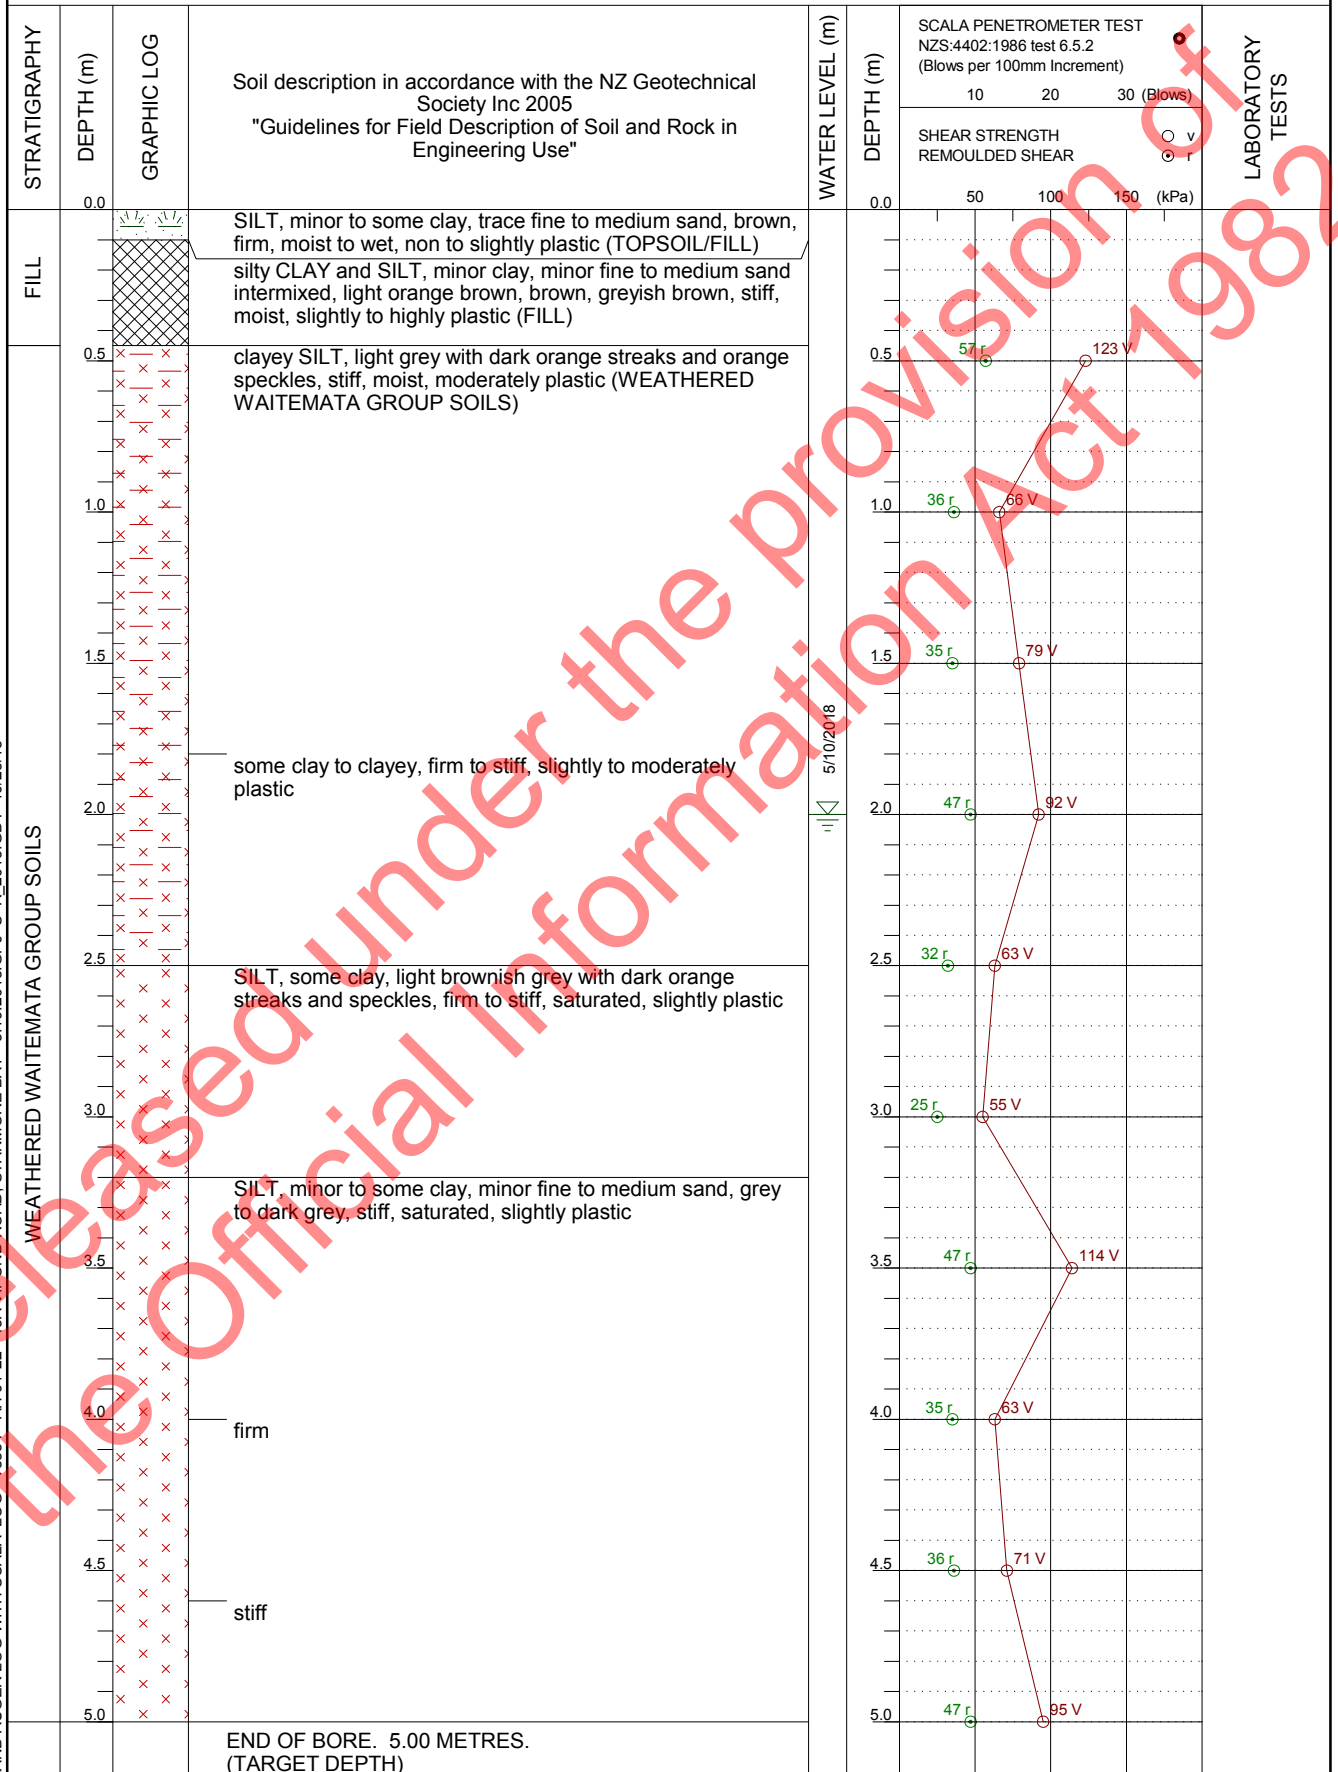 STRATIGRAPHY
DEPTH (m)
GRAPHIC LOG
Soil description in accordance with the NZ Geotechnical
Society Inc 2005
"Guidelines for Field Description of Soil and Rock in
Engineering Use"
WATER LEVEL (m)
DEPTH (m)
SCALA PENETROMETER TEST
NZS:4402:1986 test 6.5.2
(Blows per 100mm Increment)
10 20 30 (Blows)
SHEAR STRENGTH v
REMOULDED SHEAR r
50 100 150 (kPa)
LABORATORY
TESTS
0.0 0.0
FILL
SILT, minor to some clay, trace fine to medium sand, brown,
firm, moist to wet, non to slightly plastic (TOPSOIL/FILL)
silty CLAY and SILT, minor clay, minor fine to medium sand
intermixed, light orange brown, brown, greyish brown, stiff,
moist, slightly to highly plastic (FILL)
WEATHERED WAITEMATA GROUP SOILS
clayey SILT, light grey with dark orange streaks and orange
speckles, stiff, moist, moderately plastic (WEATHERED
WAITEMATA GROUP SOILS)
0.5 0.5 57 r 123 V
1.0 1.0 36 r 66 V
1.5 1.5 35 r 79 V
5/10/2018
some clay to clayey, firm to stiff, slightly to moderately
plastic
2.0 2.0 47 r 92 V
2.5 2.5 32 r 63 V
SILT, some clay, light brownish grey with dark orange
streaks and speckles, firm to stiff, saturated, slightly plastic
3.0 3.0 25 r 55 V
SILT, minor to some clay, minor fine to medium sand, grey
to dark grey, stiff, saturated, slightly plastic
3.5 3.5 47 r 114 V
4.0 4.0 35 r 63 V
firm
4.5 4.5 36 r 71 V
stiff
5.0 5.0 47 r 95 V
END OF BORE. 5.00 METRES.
(TARGET DEPTH)
eleased under the provision of
the Official Information Act 1982